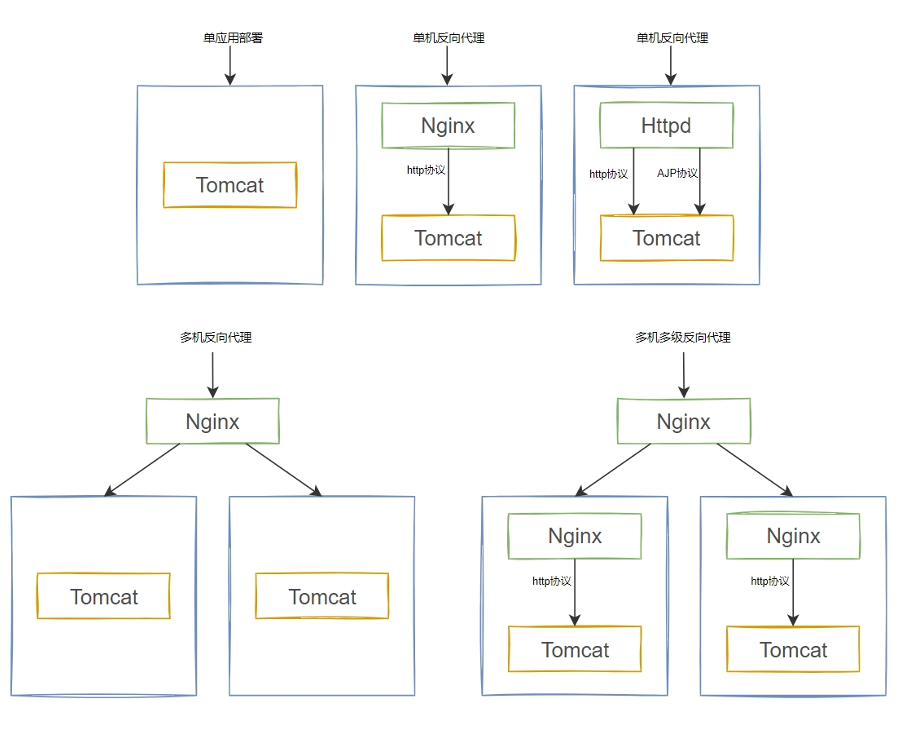 单应用部署
单机反向代理
单机反向代理
Nginx
Httpd
http协议
http协议
AJP协议
Tomcat
Tomcat
Tomcat
多机反向代理
多机多级反向代理
Nginx
Nginx
Nginx
Nginx
http协议
http协议
Tomcat
Tomcat
Tomcat
Tomcat